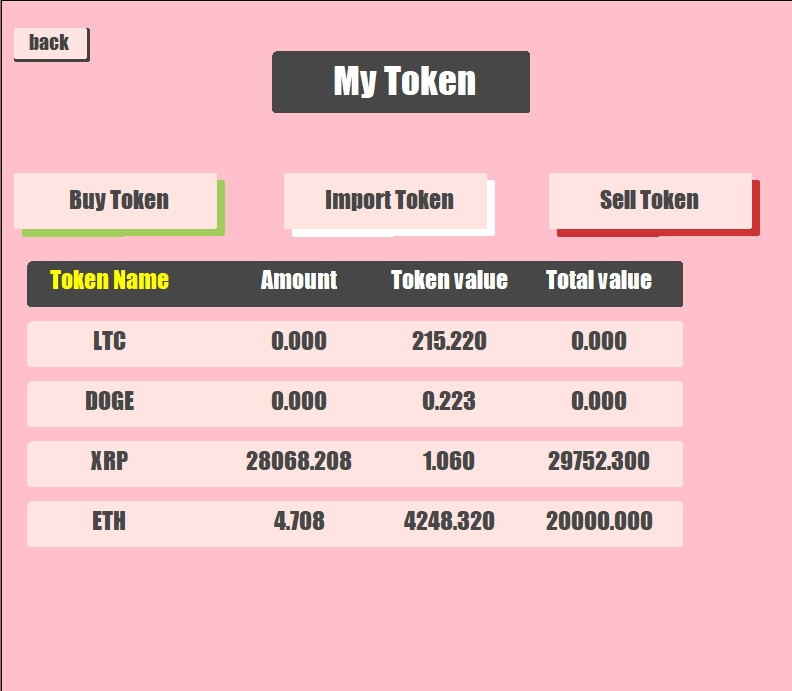 back
My Token
Buy Token Import Token Sell Token
Token Name Amount Token value Total value
LTC 0.000 215.220 0.000
DOGE 0.000 0.223 0.000
XRP 28068.208 1.060 29752.300
ETH 4.708 4248.320 20000.000